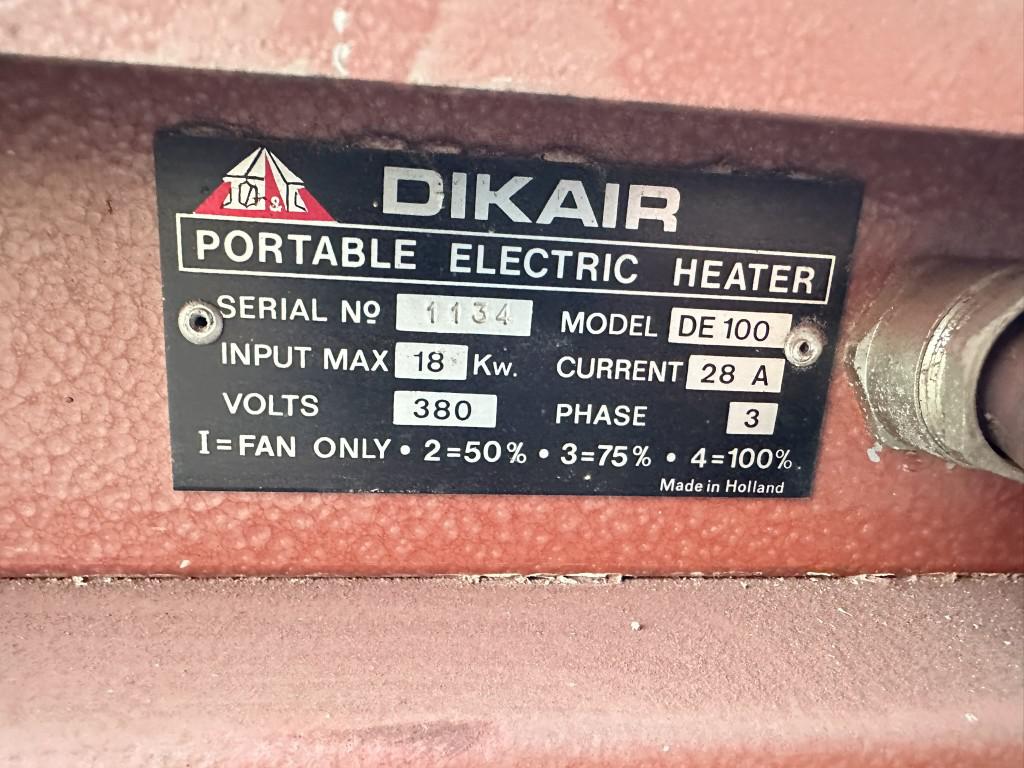 DIKAIR
PORTABLE ELECTRIC HEATER
SERIAL Nº 1134 MODEL DE 100
INPUT MAX 18 Kw. CURRENT 28 A
VOLTS 380 PHASE 3
I=FAN ONLY • 2=50% • 3=75% • 4=100%.
Made in Holland